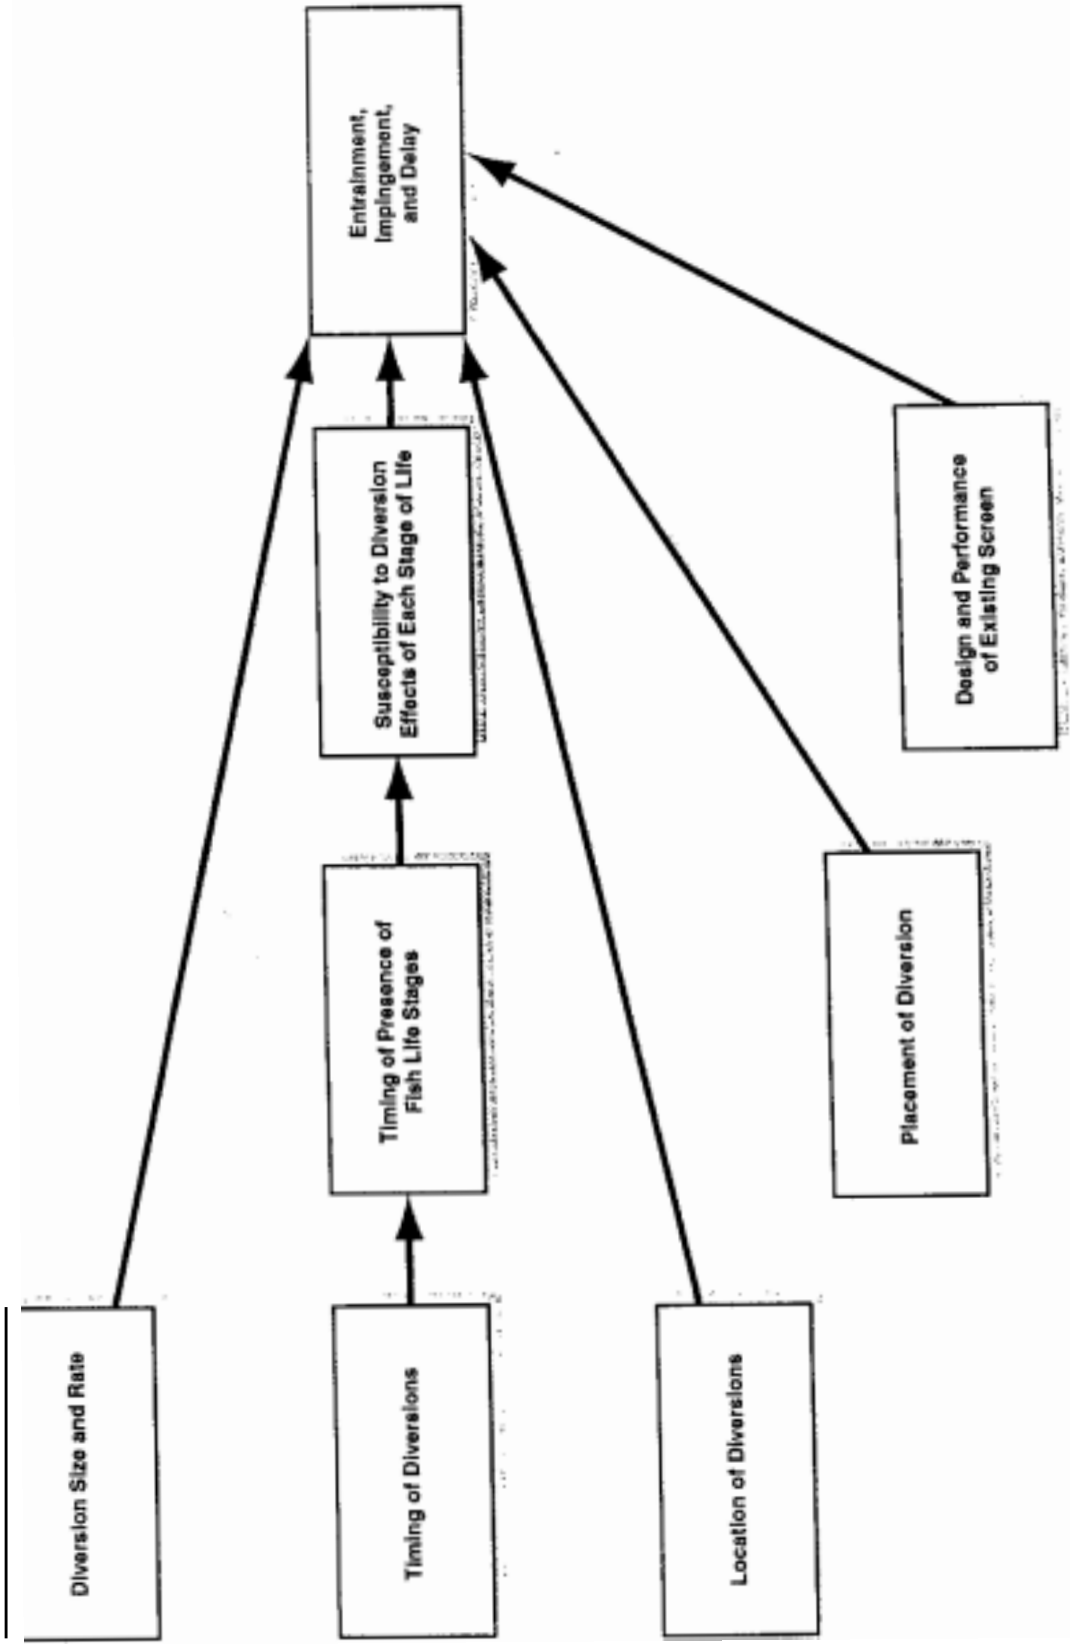 Diversion Size and Rate
Timing of Diversions
Timing of Presence of
Fish Life Stages
Susceptibility to Diversion
Effects of Each Stage of Life
Entrainment,
Impingement,
and Delay
Location of Diversions
Placement of Diversion
Design and Performance
of Existing Screen